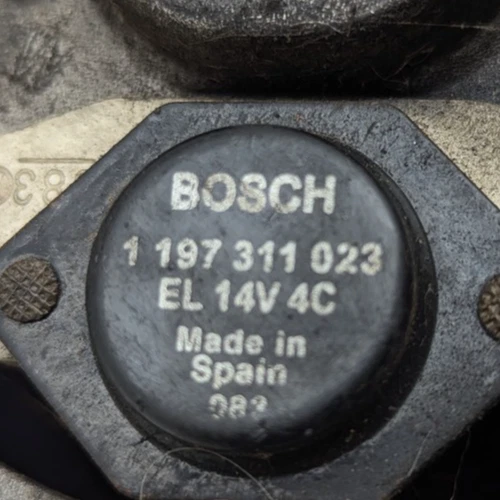 BOSCH
1 197 311 023
EL 14V 4C
Made in
Spain
083